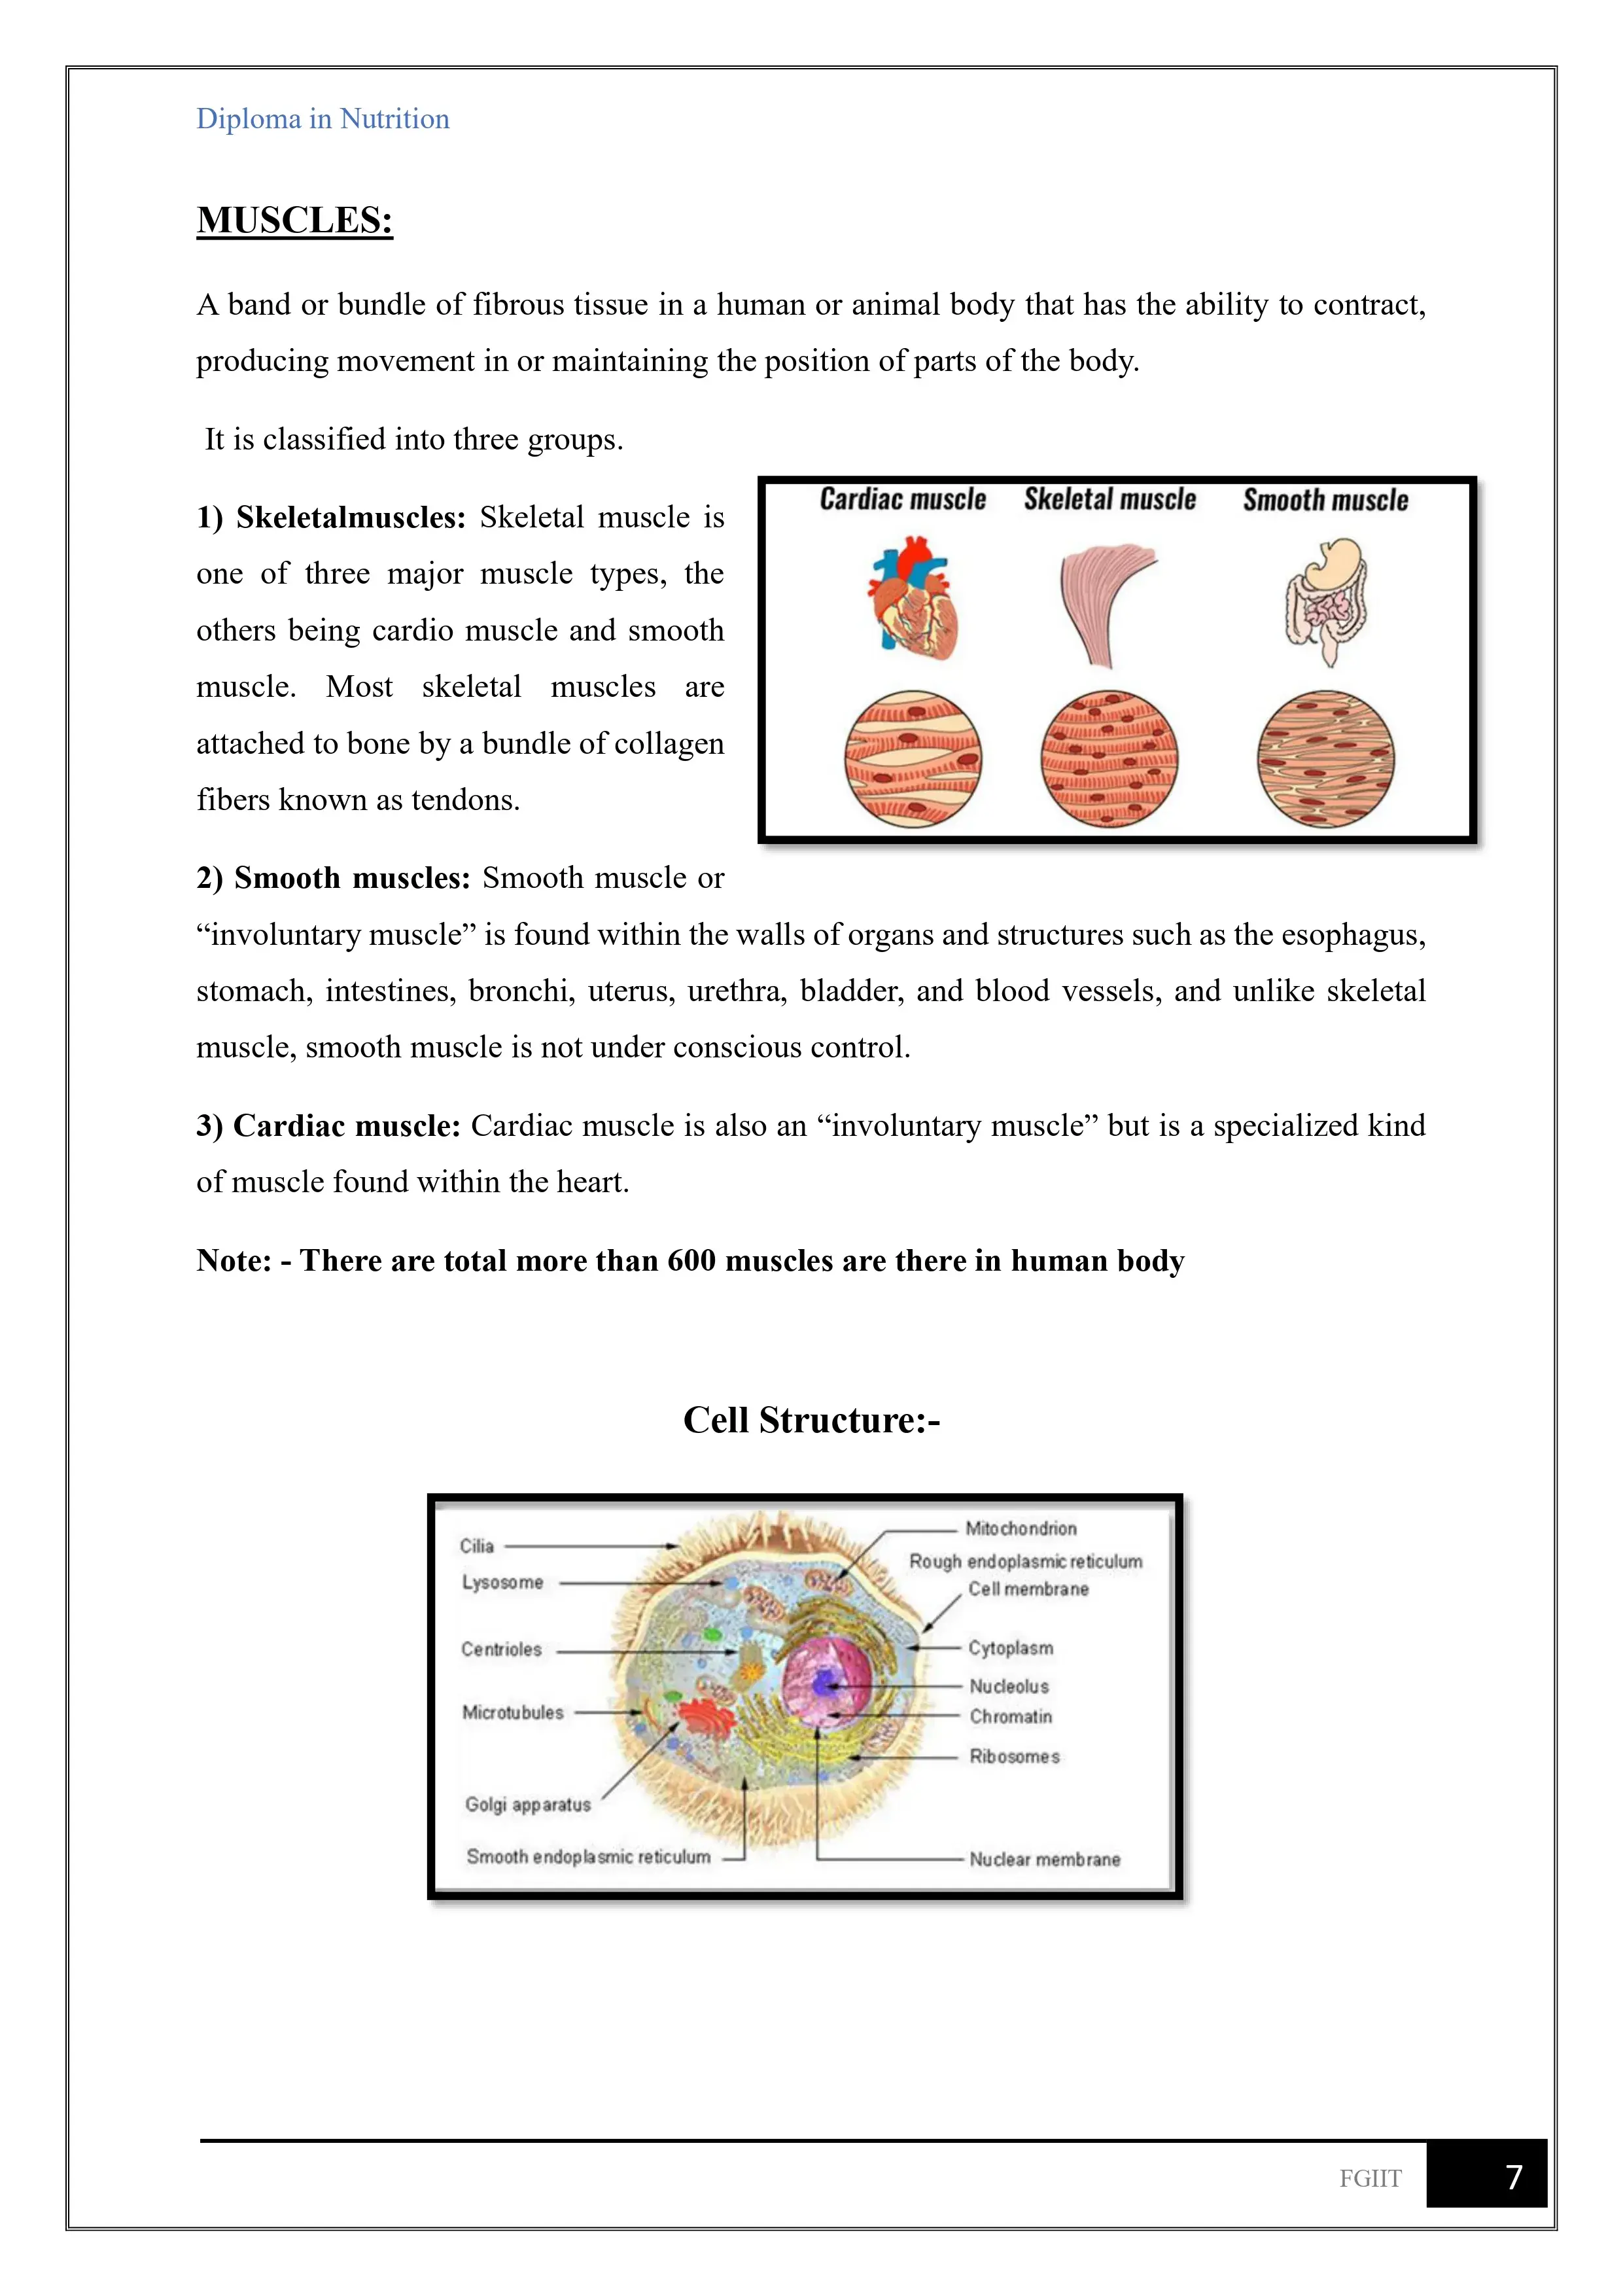 Diploma in Nutrition
MUSCLES:
A band or bundle of fibrous tissue in a human or animal body that has the ability to contract,
producing movement in or maintaining the position of parts of the body.
It is classified into three groups.
1) Skeletalmuscles: Skeletal muscle is
one of three major muscle types, the
others being cardio muscle and smooth
muscle. Most skeletal muscles are
attached to bone by a bundle of collagen
fibers known as tendons.
Cardiac muscle Skeletal muscle Smooth muscle
2) Smooth muscles: Smooth muscle or
“involuntary muscle” is found within the walls of organs and structures such as the esophagus,
stomach, intestines, bronchi, uterus, urethra, bladder, and blood vessels, and unlike skeletal
muscle, smooth muscle is not under conscious control.
3) Cardiac muscle: Cardiac muscle is also an “involuntary muscle” but is a specialized kind
of muscle found within the heart.
Note: - There are total more than 600 muscles are there in human body
Cell Structure:-
Cilia
Lysosome
Centrioles
Microtubules
Golgi apparatus
Smooth endoplasmic reticulum
Mitochondrion
Rough endoplasmic reticulum
Cell membrane
Cytoplasm
Nucleolus
Chromatin
Ribosomes
Nuclear membrane
FGIIT 7